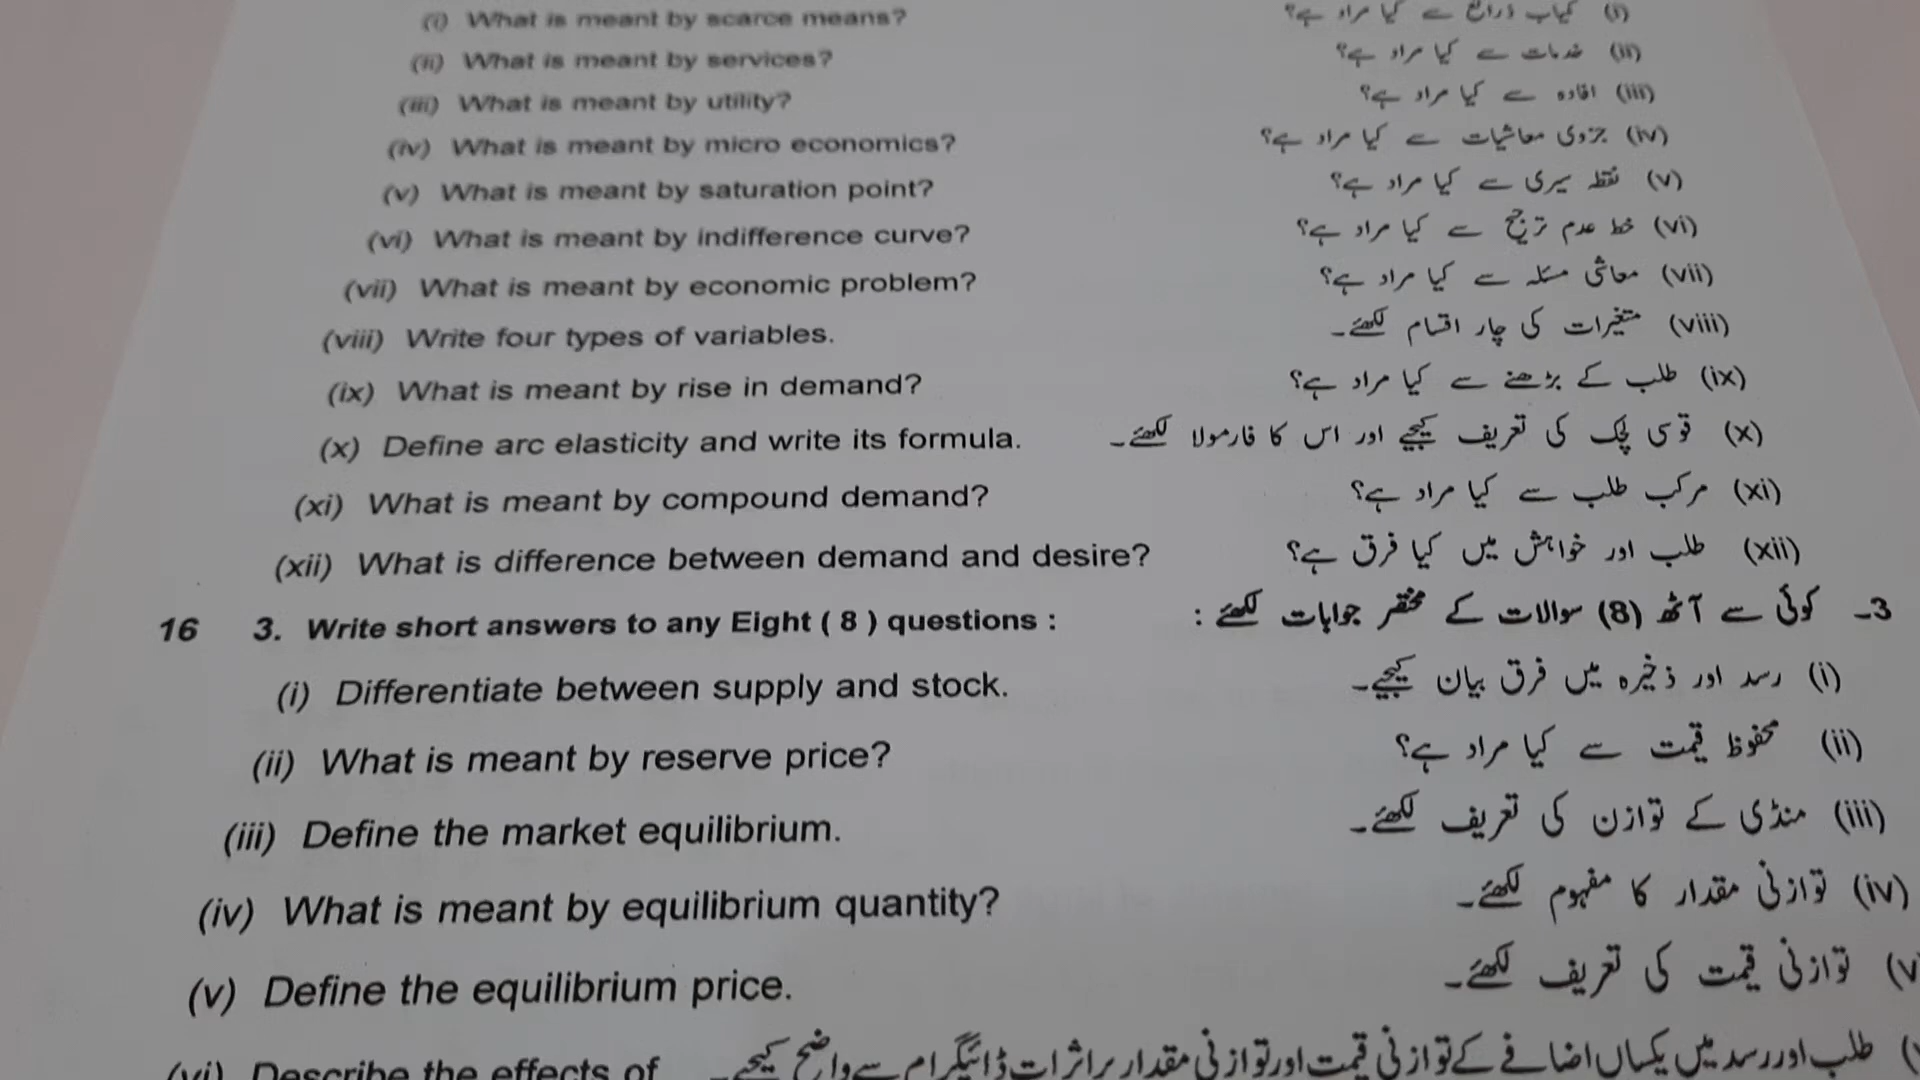 (i) What is meant by scarce means? کمیاب ذرائع سے کیا مراد ہے؟ (i)
(ii) What is meant by services? خدمات سے کیا مراد ہے؟ (ii)
(iii) What is meant by utility? افادہ سے کیا مراد ہے؟ (iii)
(iv) What is meant by micro economics? جزوی معاشیات سے کیا مراد ہے؟ (iv)
(v) What is meant by saturation point? نقطہ سیری سے کیا مراد ہے؟ (v)
(vi) What is meant by indifference curve? خط عدم ترجیح سے کیا مراد ہے؟ (vi)
(vii) What is meant by economic problem? معاشی مسئلہ سے کیا مراد ہے؟ (vii)
(viii) Write four types of variables. متغیرات کی چار اقسام لکھئے۔ (viii)
(ix) What is meant by rise in demand? طلب کے بڑھنے سے کیا مراد ہے؟ (ix)
(x) Define arc elasticity and write its formula. قوسی لچک کی تعریف کیجیے اور اس کا فارمولا لکھئے۔ (x)
(xi) What is meant by compound demand? مرکب طلب سے کیا مراد ہے؟ (xi)
(xii) What is difference between demand and desire? طلب اور خواہش میں کیا فرق ہے؟ (xii)
16 3. Write short answers to any Eight ( 8 ) questions : کوئی سے آٹھ (8) سوالات کے مختصر جوابات لکھئے : 3۔
(i) Differentiate between supply and stock. رسد اور ذخیرہ میں فرق بیان کیجیے۔ (i)
(ii) What is meant by reserve price? محفوظ قیمت سے کیا مراد ہے؟ (ii)
(iii) Define the market equilibrium. منڈی کے توازن کی تعریف لکھئے۔ (iii)
(iv) What is meant by equilibrium quantity? توازنی مقدار کا مفہوم لکھئے۔ (iv)
(v) Define the equilibrium price. توازنی قیمت کی تعریف لکھئے۔ (v
(vi) Describe the effects of طلب اور رسد میں یکساں اضافے کے توازنی قیمت اور توازنی مقدار پر اثرات ڈائیگرام سے واضح کیجیے۔